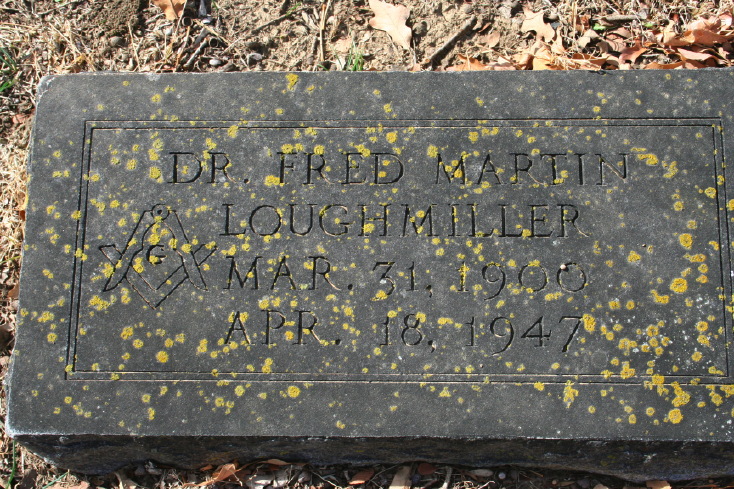 DR. FRED MARTIN
LOUGHMILLER
G
MAR. 31, 1900
APR. 18, 1947